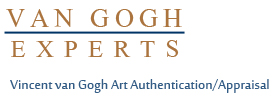 VAN GOGH
EXPERTS
Vincent van Gogh Art Authentication/Appraisal